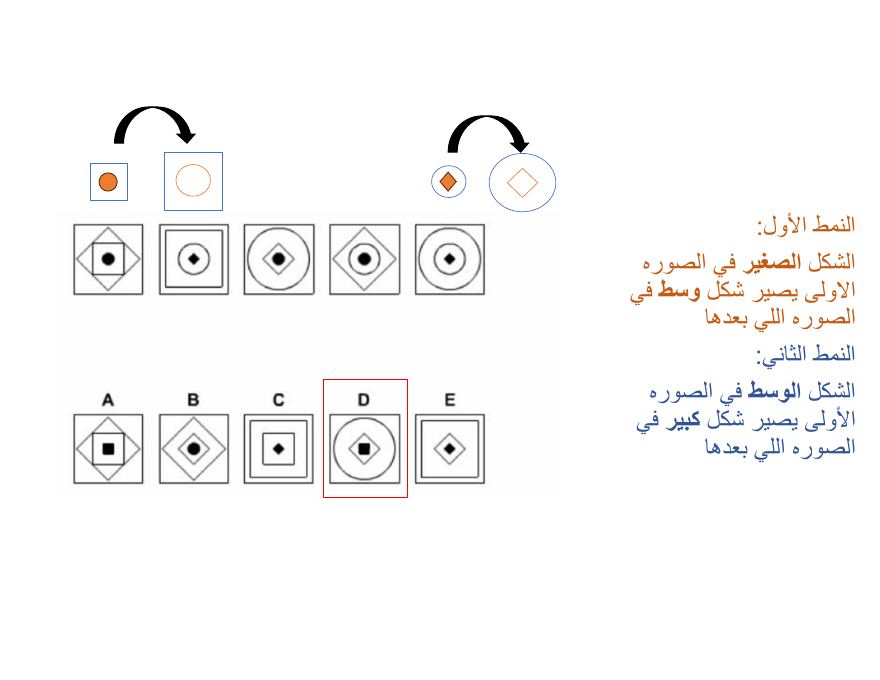 النمط الأول:
الشكل الصغير في الصوره
الاولى يصير شكل وسط في
الصوره اللي بعدها
النمط الثاني:
الشكل الوسط في الصوره
الأولى يصير شكل كبير في
الصوره اللي بعدها
A B C D E